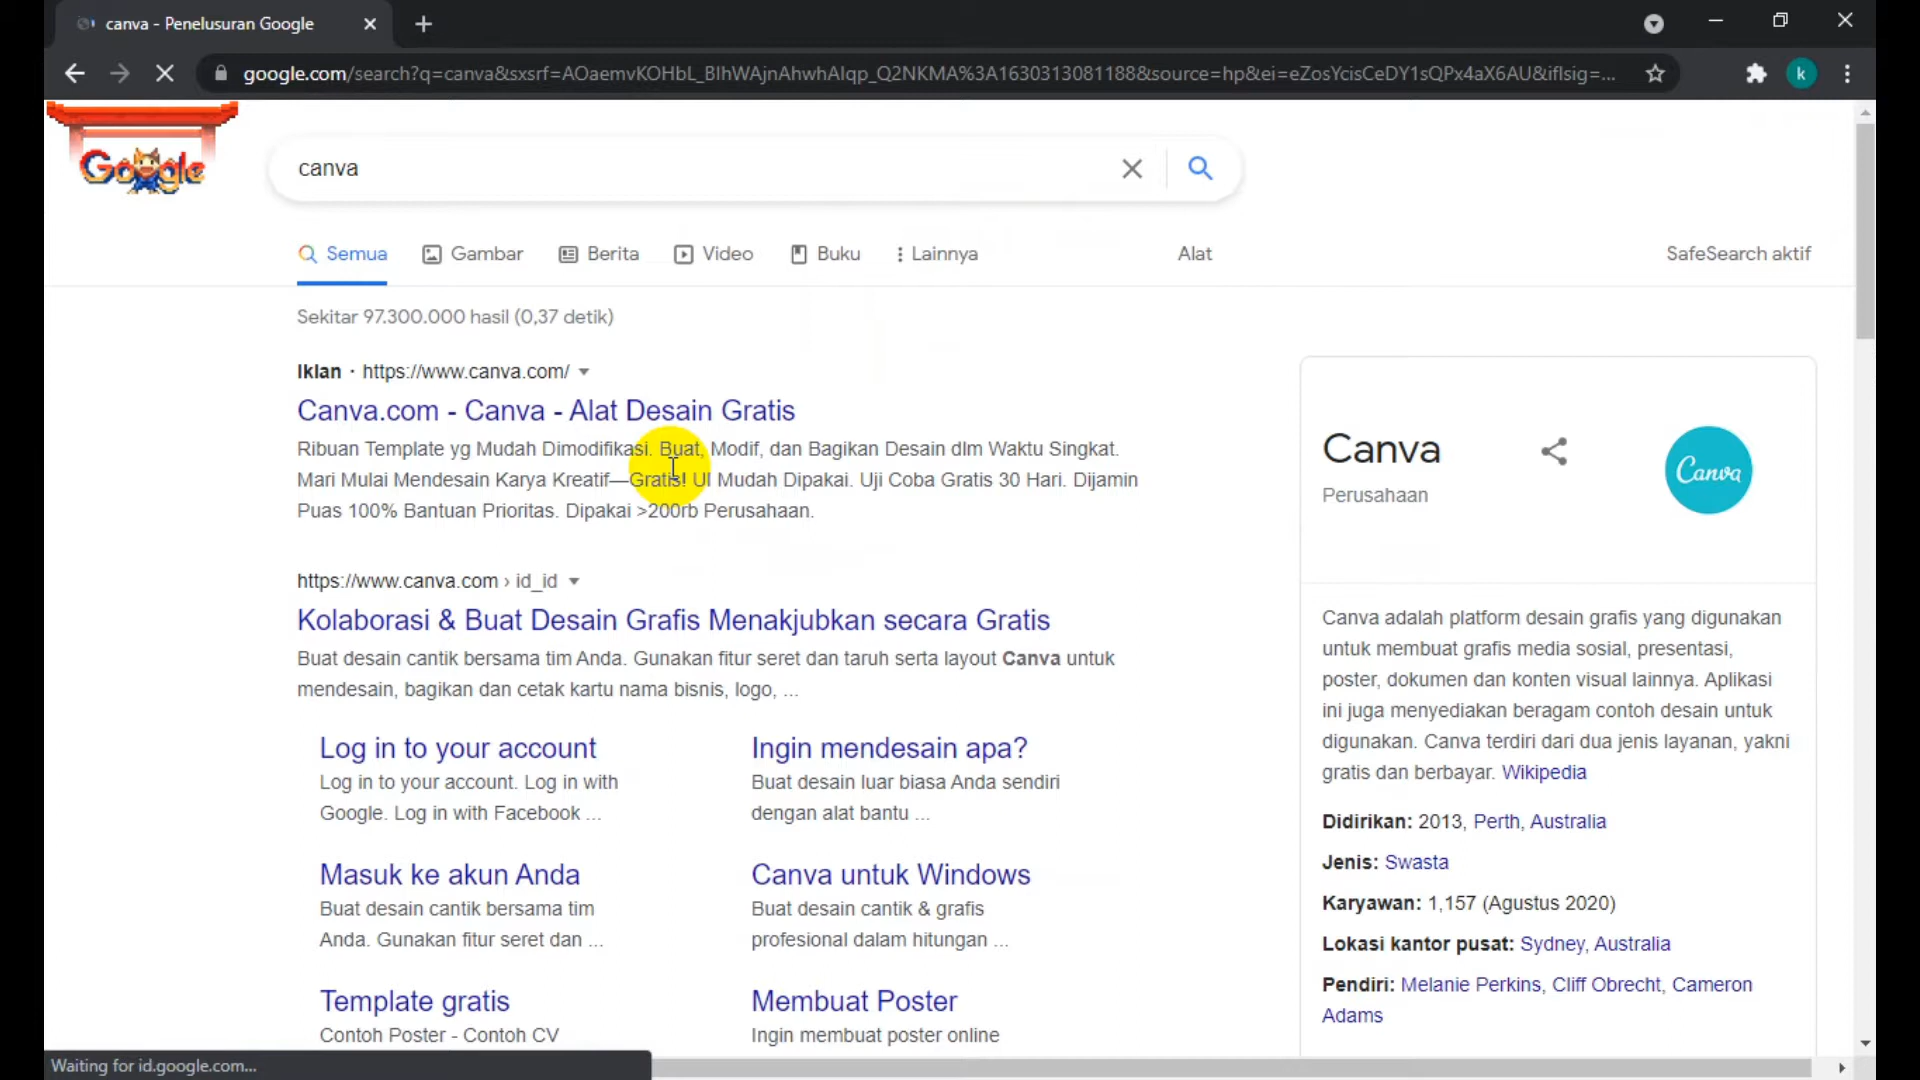 canva - Penelusuran Google
google.com/search?q=canva&sxsrf=AOaemvKOHbL_BIhWAjnAhwhAIqp_Q2NKMA%3A1630313081188&source=hp&ei=eZosYcisCeDY1sQPx4aX6AU&iflsig=...
k
Google
canva
Semua
Gambar
Berita
Video
Buku
Lainnya
Alat
SafeSearch aktif
Sekitar 97.300.000 hasil (0,37 detik)
Iklan · https://www.canva.com/
Canva.com - Canva - Alat Desain Gratis
Ribuan Template yg Mudah Dimodifikasi. Buat, Modif, dan Bagikan Desain dlm Waktu Singkat.
Mari Mulai Mendesain Karya Kreatif—Gratis! UI Mudah Dipakai. Uji Coba Gratis 30 Hari. Dijamin
Puas 100% Bantuan Prioritas. Dipakai >200rb Perusahaan.
https://www.canva.com › id_id
Kolaborasi & Buat Desain Grafis Menakjubkan secara Gratis
Buat desain cantik bersama tim Anda. Gunakan fitur seret dan taruh serta layout Canva untuk
mendesain, bagikan dan cetak kartu nama bisnis, logo, ...
Log in to your account
Log in to your account. Log in with
Google. Log in with Facebook ...
Ingin mendesain apa?
Buat desain luar biasa Anda sendiri
dengan alat bantu ...
Masuk ke akun Anda
Buat desain cantik bersama tim
Anda. Gunakan fitur seret dan ...
Canva untuk Windows
Buat desain cantik & grafis
profesional dalam hitungan ...
Template gratis
Contoh Poster - Contoh CV
Membuat Poster
Ingin membuat poster online
Canva
Perusahaan
Canva
Canva adalah platform desain grafis yang digunakan
untuk membuat grafis media sosial, presentasi,
poster, dokumen dan konten visual lainnya. Aplikasi
ini juga menyediakan beragam contoh desain untuk
digunakan. Canva terdiri dari dua jenis layanan, yakni
gratis dan berbayar. Wikipedia
Didirikan: 2013, Perth, Australia
Jenis: Swasta
Karyawan: 1,157 (Agustus 2020)
Lokasi kantor pusat: Sydney, Australia
Pendiri: Melanie Perkins, Cliff Obrecht, Cameron
Adams
Waiting for id.google.com...